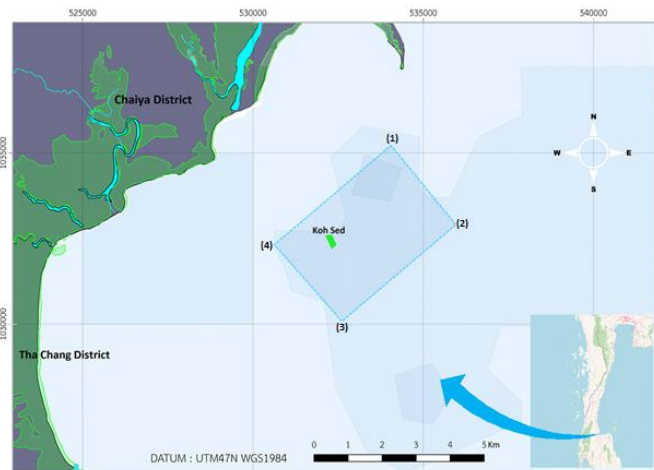 525000 530000 535000 540000
Chaiya District
N
W E
S
1035000
(1)
(2)
Koh Sed
(4)
(3)
1030000
Tha Chang District
DATUM : UTM47N WGS1984
0 1 2 3 4 5 Km